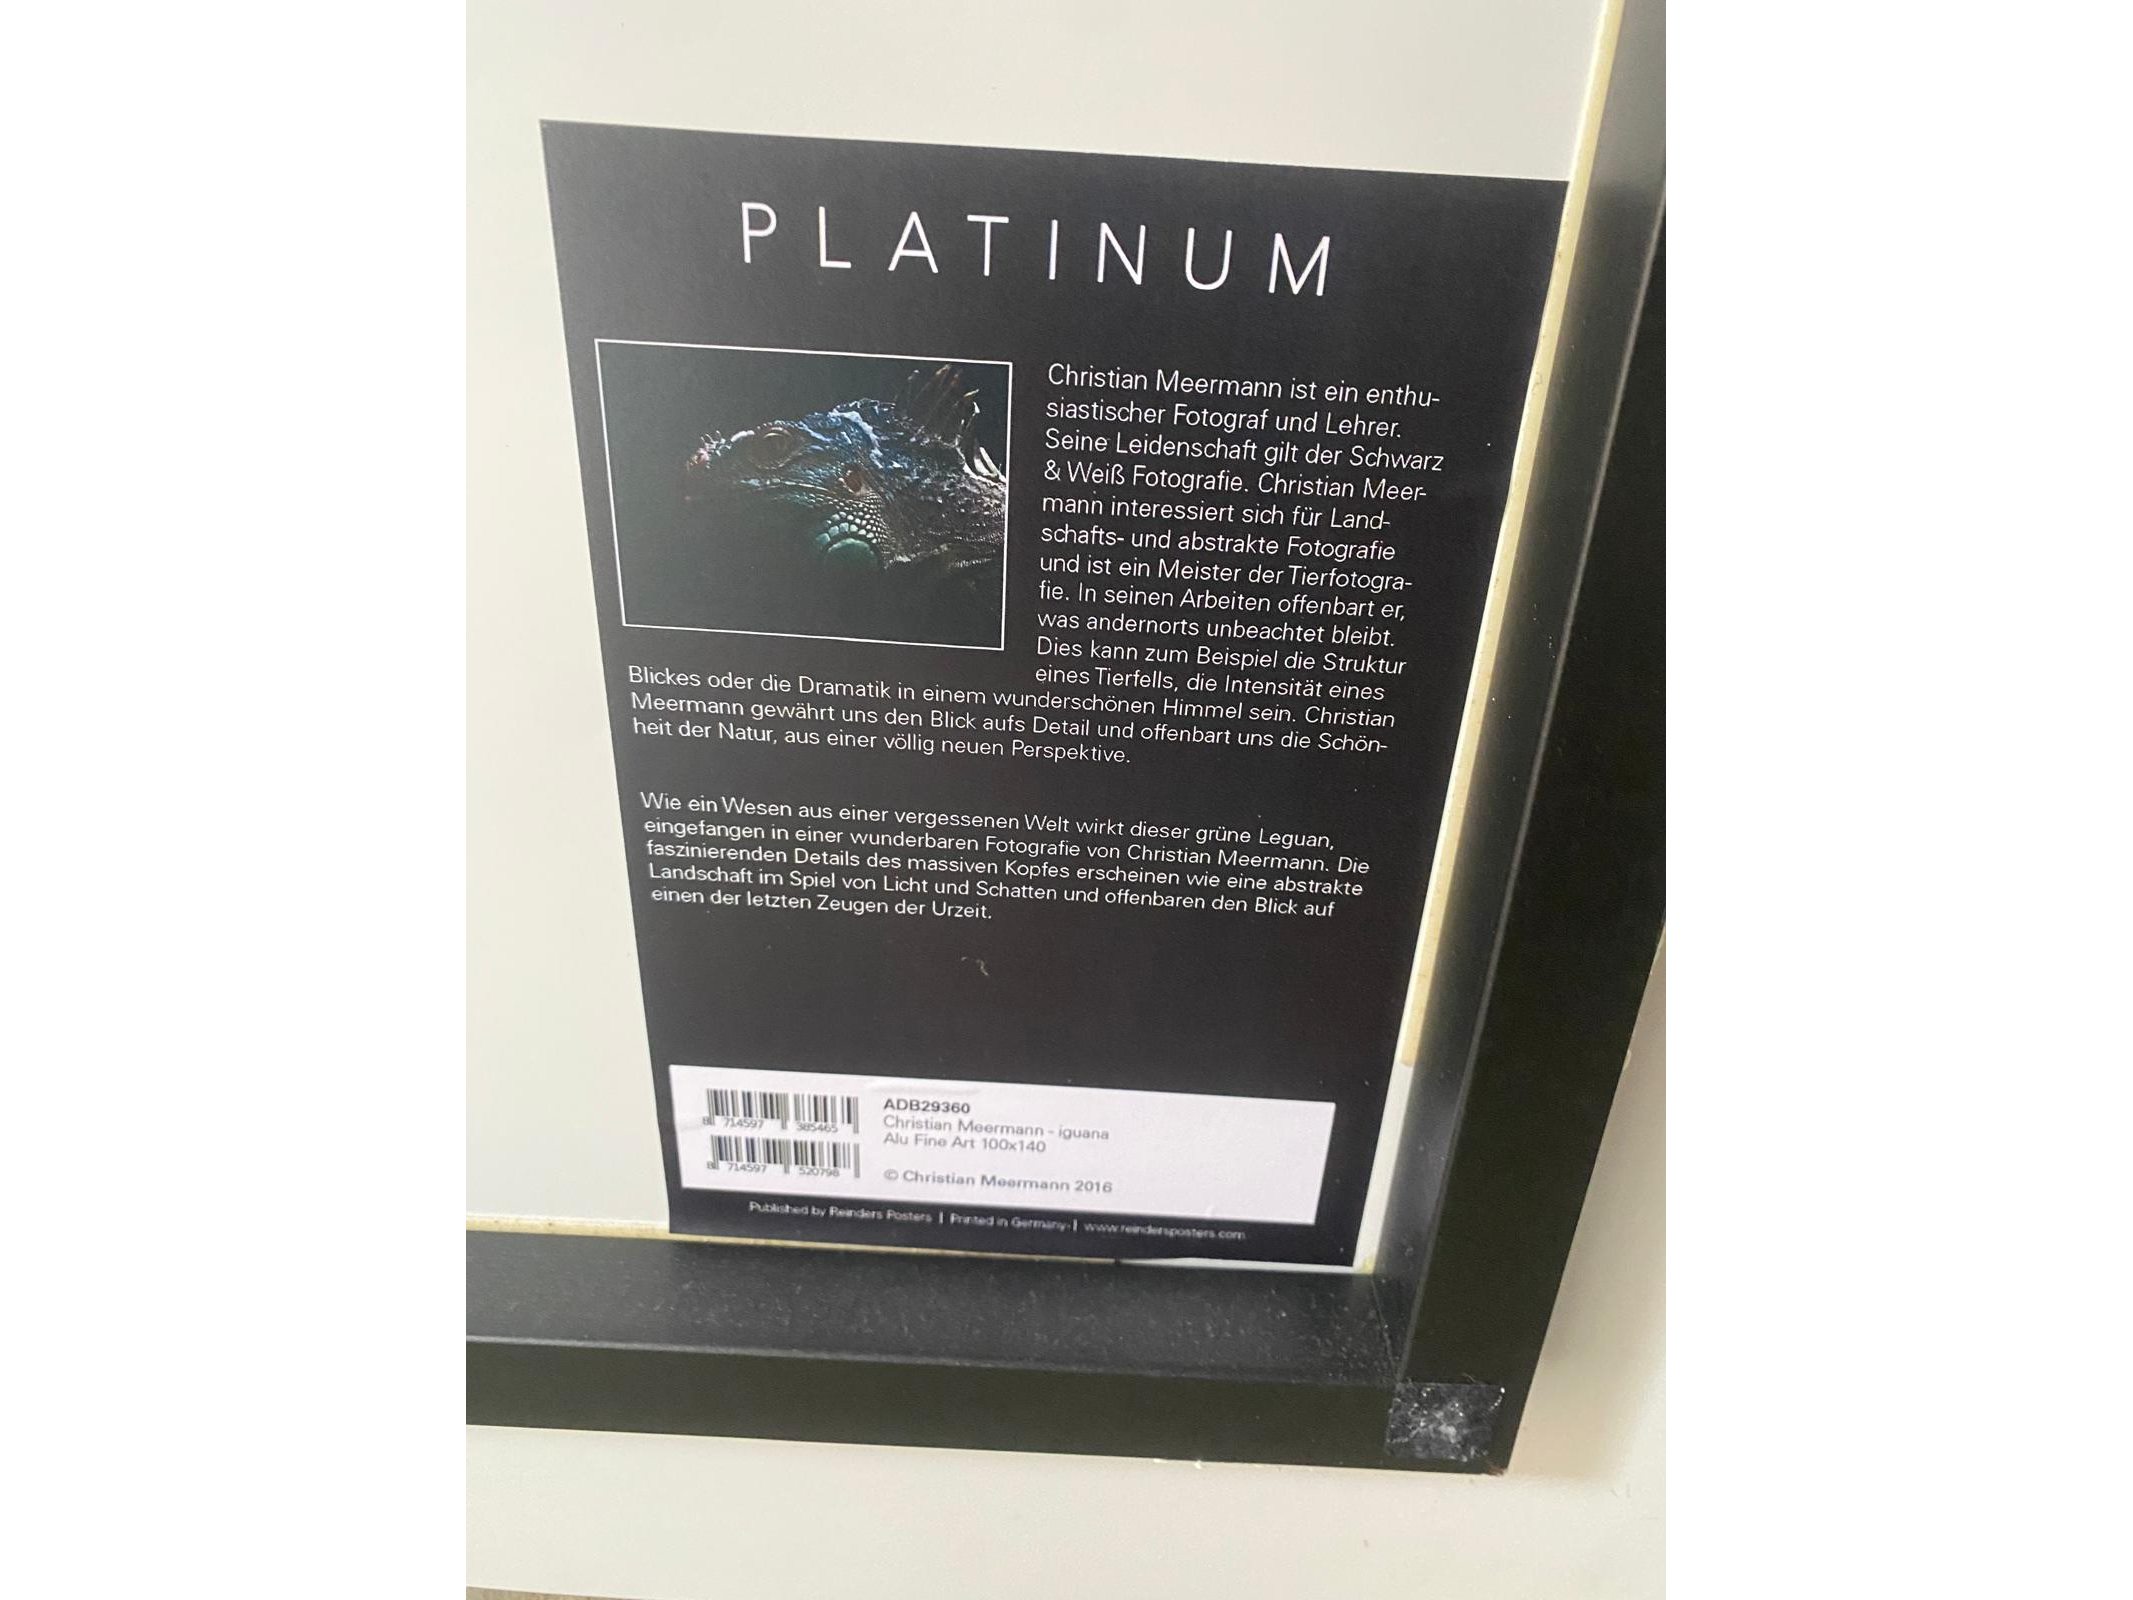 PLATINUM
Christian Meermann ist ein enthu-
siastischer Fotograf und Lehrer.
Seine Leidenschaft gilt der Schwarz
& Weiß Fotografie. Christian Meer-
mann interessiert sich für Land-
schafts- und abstrakte Fotografie
und ist ein Meister der Tierfotogra-
fie. In seinen Arbeiten offenbart er,
was andernorts unbeachtet bleibt.
Dies kann zum Beispiel die Struktur
eines Tierfells, die Intensität eines
Blickes oder die Dramatik in einem wunderschönen Himmel sein. Christian
Meermann gewährt uns den Blick aufs Detail und offenbart uns die Schön-
heit der Natur, aus einer völlig neuen Perspektive.
Wie ein Wesen aus einer vergessenen Welt wirkt dieser grüne Leguan,
eingefangen in einer wunderbaren Fotografie von Christian Meermann. Die
faszinierenden Details des massiven Kopfes erscheinen wie eine abstrakte
Landschaft im Spiel von Licht und Schatten und offenbaren den Blick auf
einen der letzten Zeugen der Urzeit.
8 714597 385465
8 714597 520798
ADB29360
Christian Meermann - iguana
Alu Fine Art 100x140
© Christian Meermann 2016
Published by Reinders Posters | Printed in Germany | www.reindersposters.com